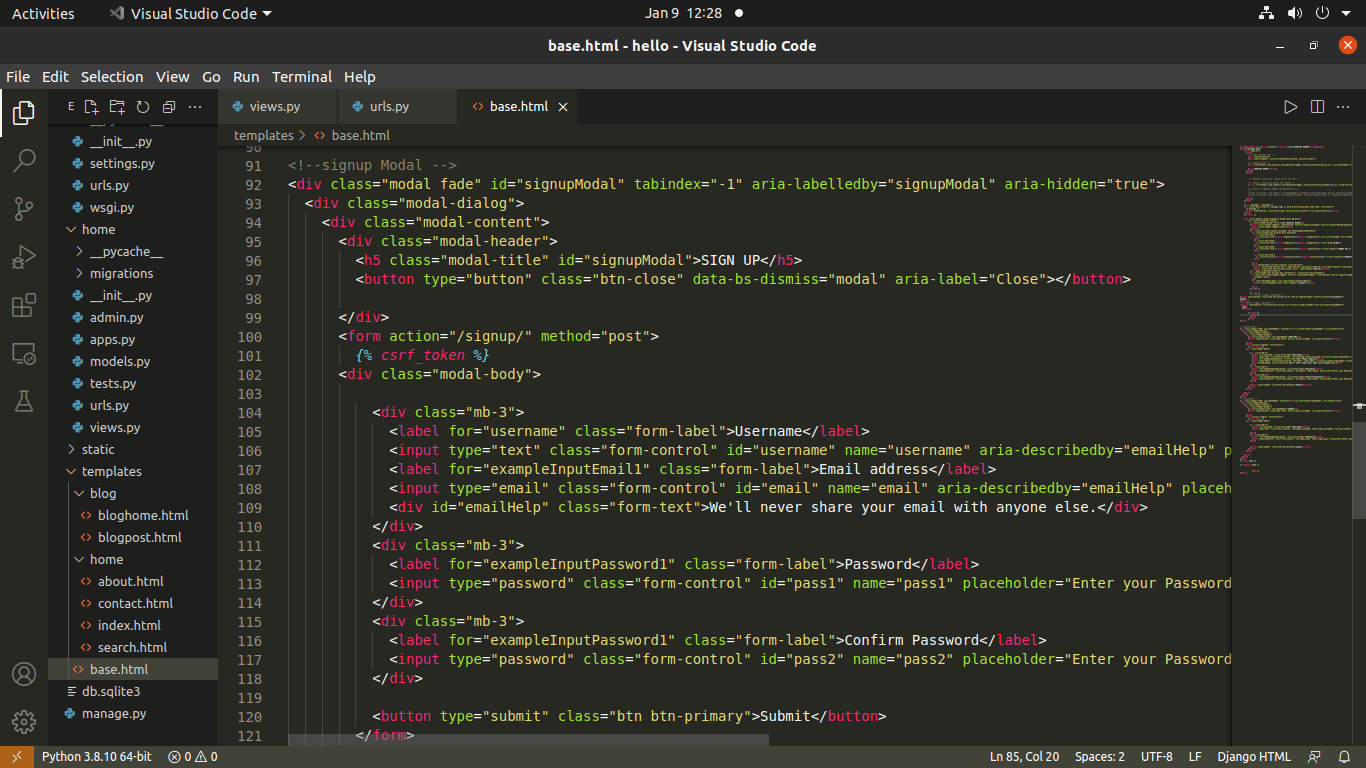 Activities Visual Studio Code Jan 9 12:28
base.html - hello - Visual Studio Code
File Edit Selection View Go Run Terminal Help
E
views.py urls.py base.html
templates > base.html
__init__.py
settings.py
urls.py
wsgi.py
home
__pycache__
migrations
__init__.py
admin.py
apps.py
models.py
tests.py
urls.py
views.py
static
templates
blog
bloghome.html
blogpost.html
home
about.html
contact.html
index.html
search.html
base.html
db.sqlite3
manage.py
90
91 <!--signup Modal -->
92 <div class="modal fade" id="signupModal" tabindex="-1" aria-labelledby="signupModal" aria-hidden="true">
93 <div class="modal-dialog">
94 <div class="modal-content">
95 <div class="modal-header">
96 <h5 class="modal-title" id="signupModal">SIGN UP</h5>
97 <button type="button" class="btn-close" data-bs-dismiss="modal" aria-label="Close"></button>
98
99 </div>
100 <form action="/signup/" method="post">
101 {% csrf_token %}
102 <div class="modal-body">
103
104 <div class="mb-3">
105 <label for="username" class="form-label">Username</label>
106 <input type="text" class="form-control" id="username" name="username" aria-describedby="emailHelp" p
107 <label for="exampleInputEmail1" class="form-label">Email address</label>
108 <input type="email" class="form-control" id="email" name="email" aria-describedby="emailHelp" placeh
109 <div id="emailHelp" class="form-text">We'll never share your email with anyone else.</div>
110 </div>
111 <div class="mb-3">
112 <label for="exampleInputPassword1" class="form-label">Password</label>
113 <input type="password" class="form-control" id="pass1" name="pass1" placeholder="Enter your Password
114 </div>
115 <div class="mb-3">
116 <label for="exampleInputPassword1" class="form-label">Confirm Password</label>
117 <input type="password" class="form-control" id="pass2" name="pass2" placeholder="Enter your Password
118 </div>
119
120 <button type="submit" class="btn btn-primary">Submit</button>
121 </form>
Python 3.8.10 64-bit 0 0 Ln 85, Col 20 Spaces: 2 UTF-8 LF Django HTML